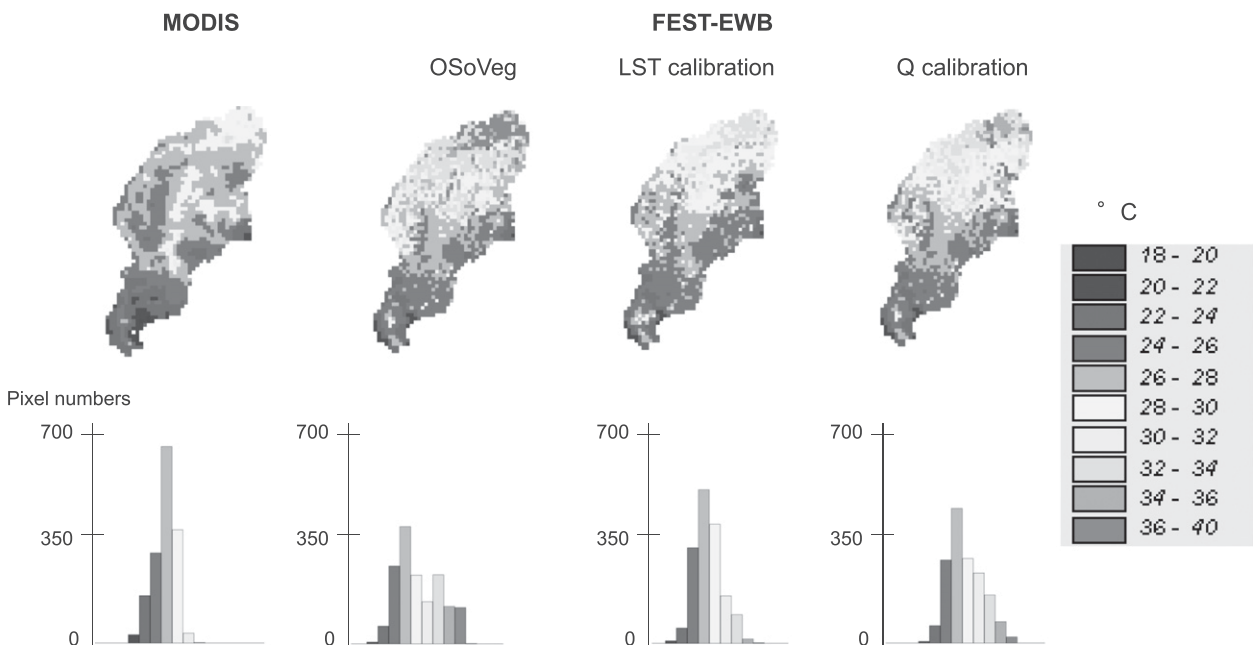 MODIS
FEST-EWB
OSoVeg
LST calibration
Q calibration
° C
18 - 20
20 - 22
22 - 24
24 - 26
26 - 28
28 - 30
30 - 32
32 - 34
34 - 36
36 - 40
Pixel numbers
700
350
0
700
350
0
700
350
0
700
350
0